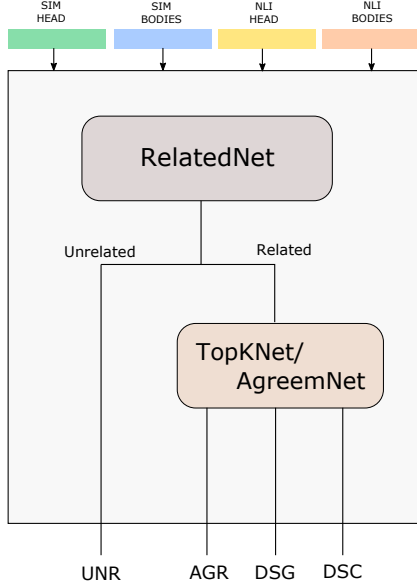 SIM
HEAD
SIM
BODIES
NLI
HEAD
NLI
BODIES
RelatedNet
Unrelated
Related
TopKNet/
AgreemNet
UNR
AGR
DSG
DSC